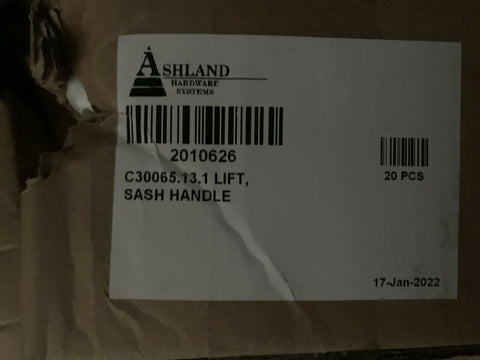 ASHLAND
HARDWARE
SYSTEMS
2010626
C30065.13.1 LIFT,
SASH HANDLE
20 PCS
17-Jan-2022